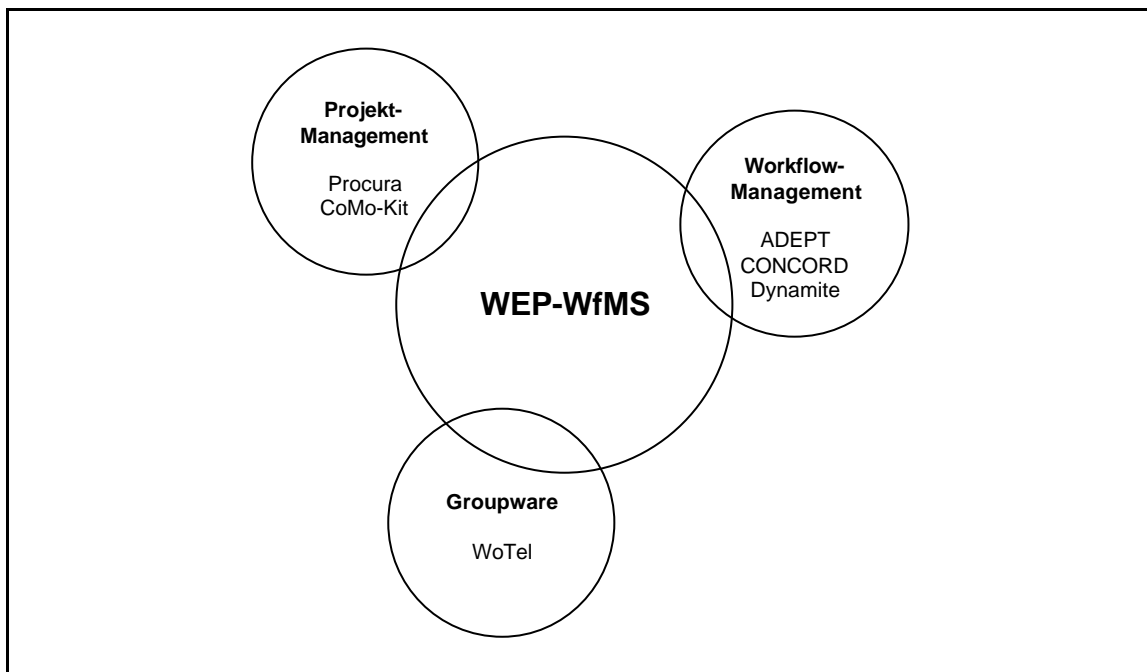 Projekt-
Management
Procura
CoMo-Kit
Workflow-
Management
ADEPT
CONCORD
Dynamite
WEP-WfMS
Groupware
WoTel